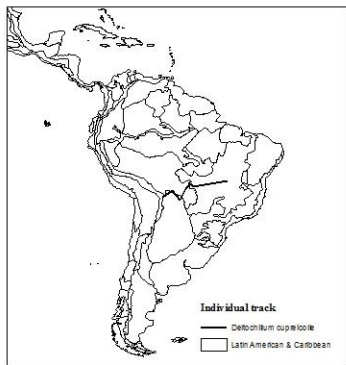 Individual track
Deltochilum cupreicolle
Latin American & Caribbean